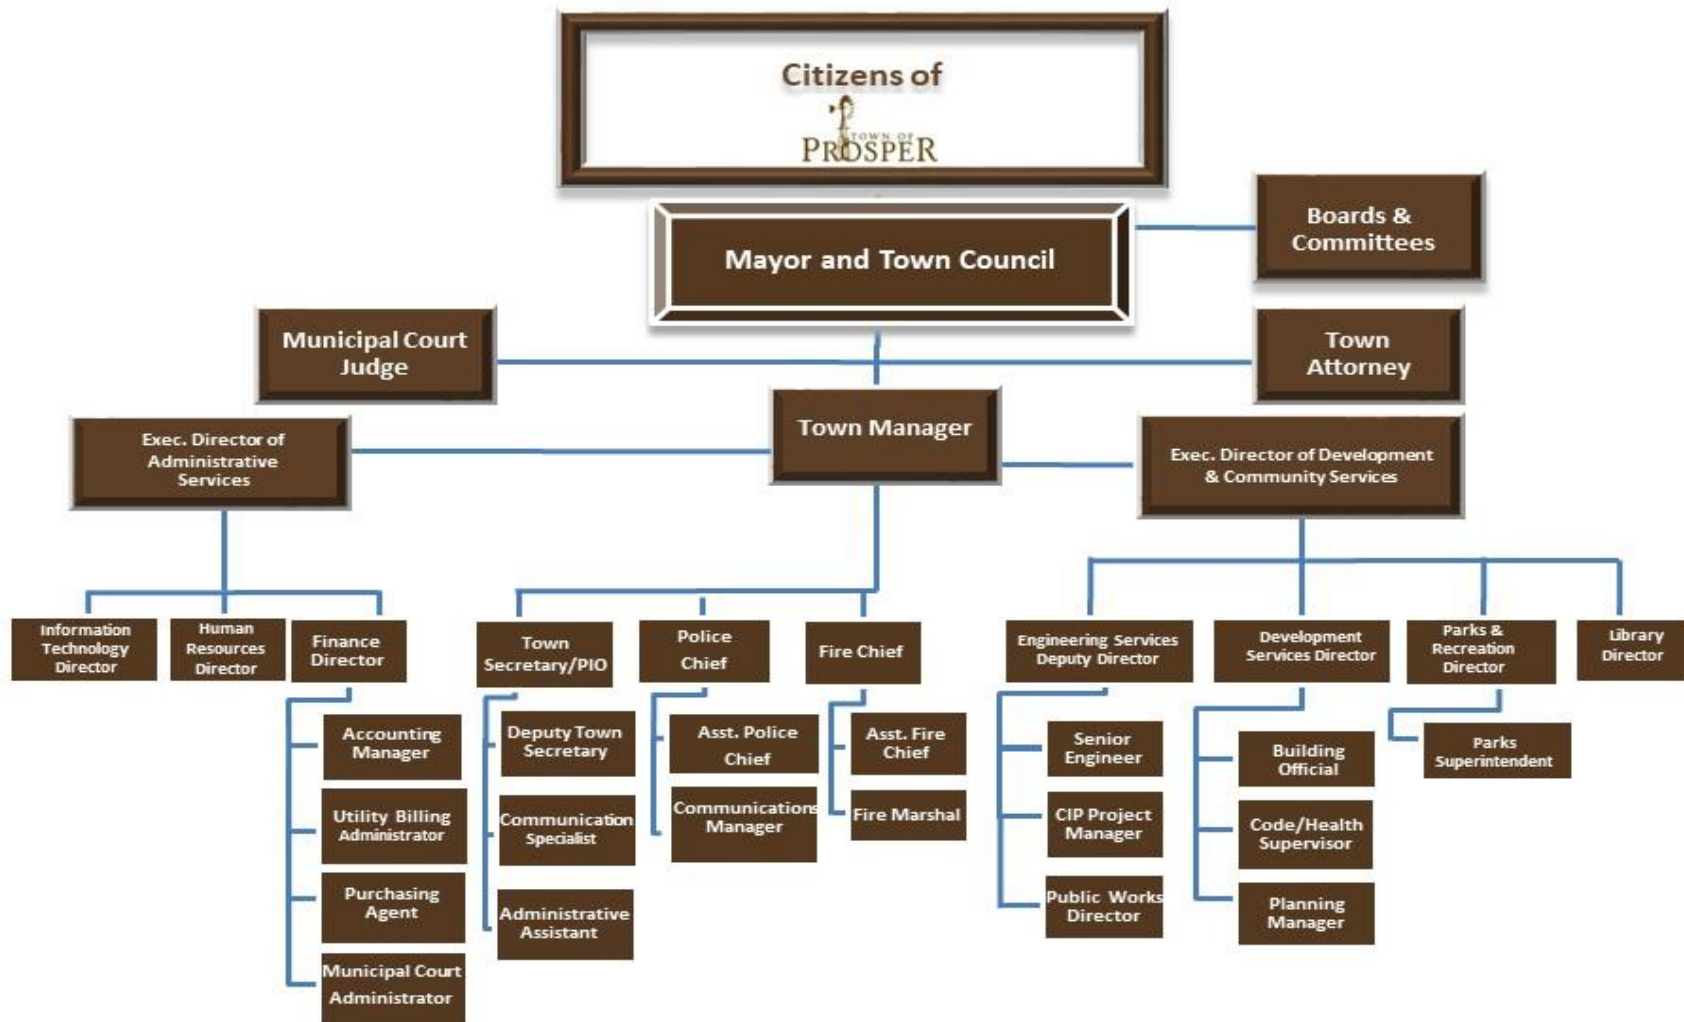 Citizens of
TOWN OF
PROSPER
Boards &
Committees
Mayor and Town Council
Municipal Court
Judge
Town
Attorney
Town Manager
Exec. Director of
Administrative
Services
Exec. Director of Development
& Community Services
Information
Technology
Director
Human
Resources
Director
Finance
Director
Town
Secretary/PIO
Police
Chief
Fire Chief
Engineering Services
Deputy Director
Development
Services Director
Parks &
Recreation
Director
Library
Director
Accounting
Manager
Utility Billing
Administrator
Purchasing
Agent
Municipal Court
Administrator
Deputy Town
Secretary
Communication
Specialist
Administrative
Assistant
Asst. Police
Chief
Communications
Manager
Asst. Fire
Chief
Fire Marshal
Senior
Engineer
CIP Project
Manager
Public Works
Director
Building
Official
Code/Health
Supervisor
Planning
Manager
Parks
Superintendent